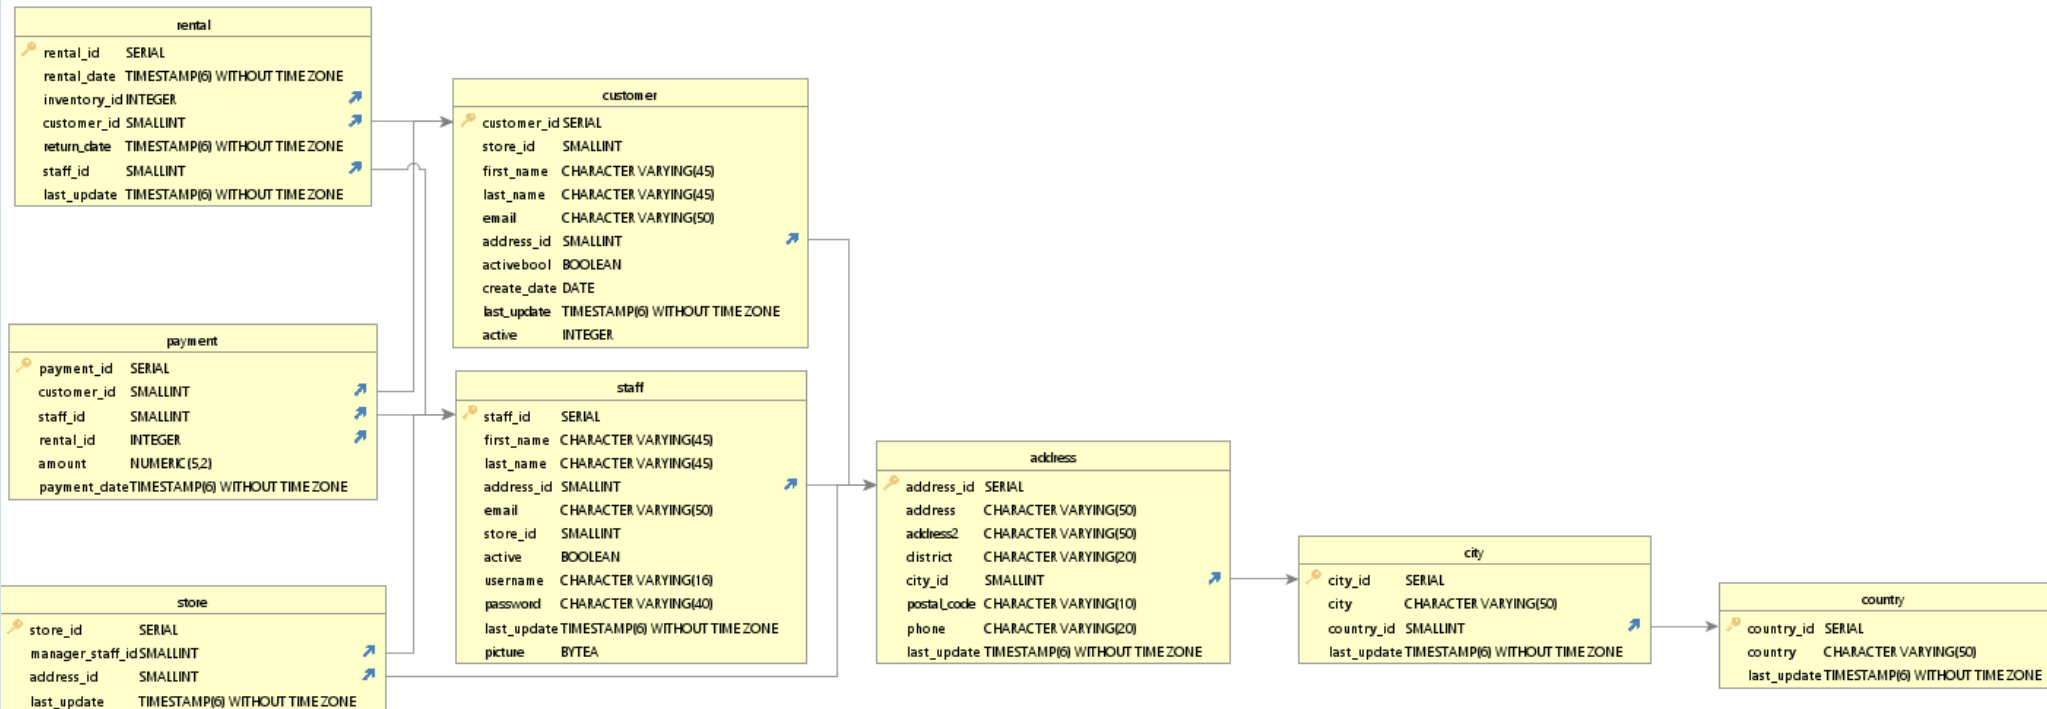 rental
rental_id SERIAL
rental_date TIMESTAMP(6) WITHOUT TIME ZONE
inventory_id INTEGER
customer_id SMALLINT
return_date TIMESTAMP(6) WITHOUT TIME ZONE
staff_id SMALLINT
last_update TIMESTAMP(6) WITHOUT TIME ZONE
customer
customer_id SERIAL
store_id SMALLINT
first_name CHARACTER VARYING(45)
last_name CHARACTER VARYING(45)
email CHARACTER VARYING(50)
address_id SMALLINT
activebool BOOLEAN
create_date DATE
last_update TIMESTAMP(6) WITHOUT TIME ZONE
active INTEGER
payment
payment_id SERIAL
customer_id SMALLINT
staff_id SMALLINT
rental_id INTEGER
amount NUMERIC(5,2)
payment_date TIMESTAMP(6) WITHOUT TIME ZONE
staff
staff_id SERIAL
first_name CHARACTER VARYING(45)
last_name CHARACTER VARYING(45)
address_id SMALLINT
email CHARACTER VARYING(50)
store_id SMALLINT
active BOOLEAN
username CHARACTER VARYING(16)
password CHARACTER VARYING(40)
last_update TIMESTAMP(6) WITHOUT TIME ZONE
picture BYTEA
store
store_id SERIAL
manager_staff_id SMALLINT
address_id SMALLINT
last_update TIMESTAMP(6) WITHOUT TIME ZONE
address
address_id SERIAL
address CHARACTER VARYING(50)
address2 CHARACTER VARYING(50)
district CHARACTER VARYING(20)
city_id SMALLINT
postal_code CHARACTER VARYING(10)
phone CHARACTER VARYING(20)
last_update TIMESTAMP(6) WITHOUT TIME ZONE
city
city_id SERIAL
city CHARACTER VARYING(50)
country_id SMALLINT
last_update TIMESTAMP(6) WITHOUT TIME ZONE
country
country_id SERIAL
country CHARACTER VARYING(50)
last_update TIMESTAMP(6) WITHOUT TIME ZONE